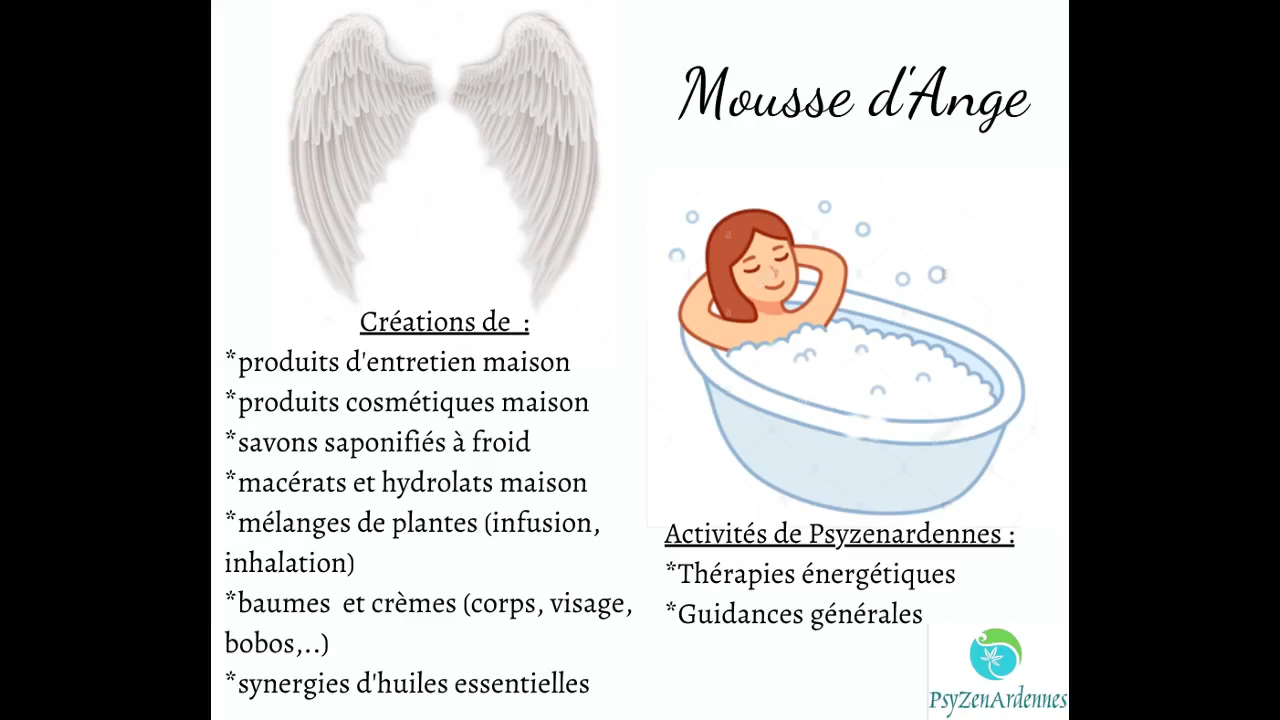 Mousse d'Ange
Créations de  :
*produits d'entretien maison
*produits cosmétiques maison
*savons saponifiés à froid
*macérats et hydrolats maison
*mélanges de plantes (infusion,
inhalation)
*baumes  et crèmes (corps, visage,
bobos,..)
*synergies d'huiles essentielles
Activités de Psyzenardennes :
*Thérapies énergétiques
*Guidances générales
PsyZenArdennes